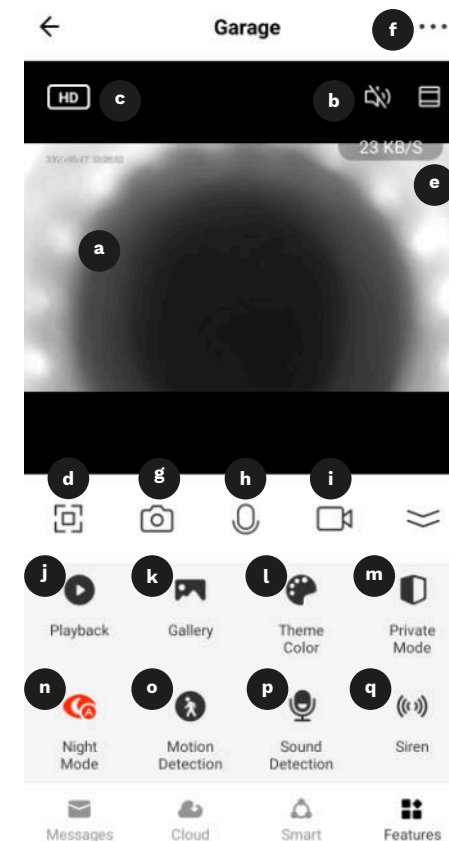 Garage
f
HD
c
b
23 KB/S
e
a
d
g
h
i
j
k
l
m
Playback
Gallery
Theme
Color
Private
Mode
n
o
p
q
A
Night
Mode
Motion
Detection
Sound
Detection
Siren
Messages
Cloud
Smart
Features